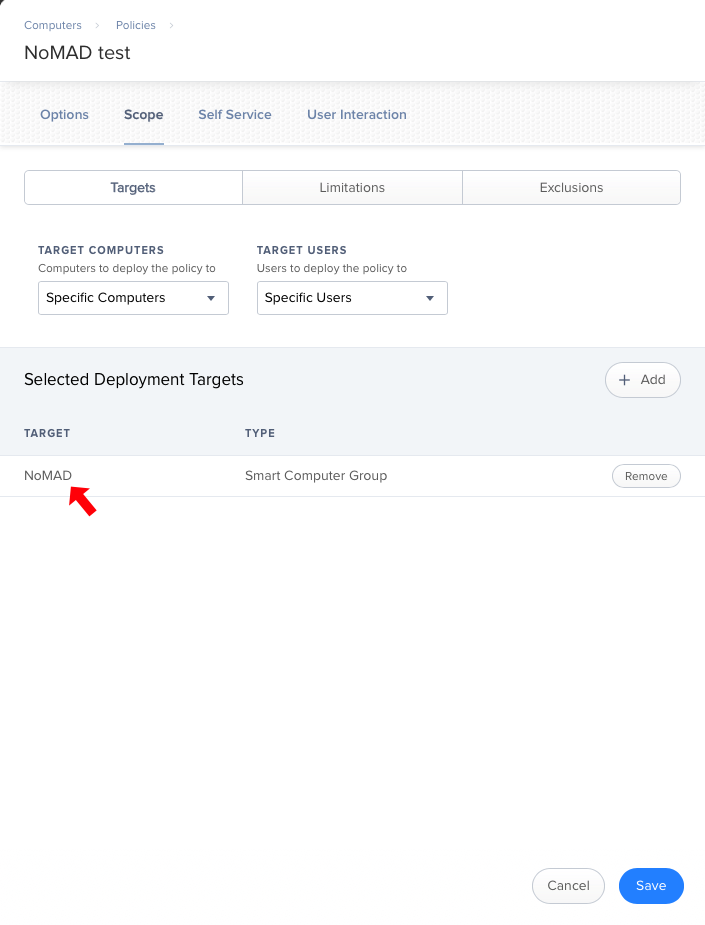 Computers > Policies >
NoMAD test
Options Scope Self Service User Interaction
Targets Limitations Exclusions
TARGET COMPUTERS TARGET USERS
Computers to deploy the policy to Users to deploy the policy to
Specific Computers Specific Users
Selected Deployment Targets + Add
TARGET TYPE
NoMAD Smart Computer Group Remove
Cancel Save